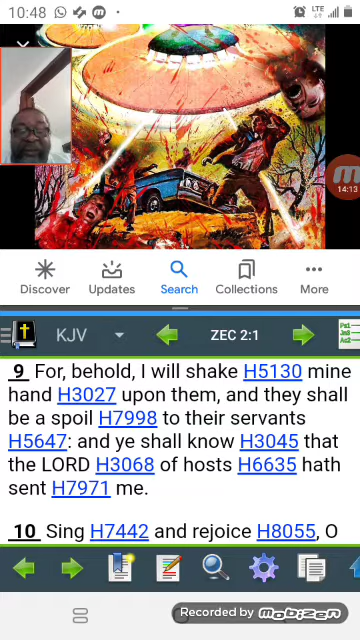 10:48
LTE
14:13
Discover Updates Search Collections More
KJV ZEC 2:1
9 For, behold, I will shake H5130 mine
hand H3027 upon them, and they shall
be a spoil H7998 to their servants
H5647: and ye shall know H3045 that
the LORD H3068 of hosts H6635 hath
sent H7971 me.
10 Sing H7442 and rejoice H8055, O
Recorded by mobizen